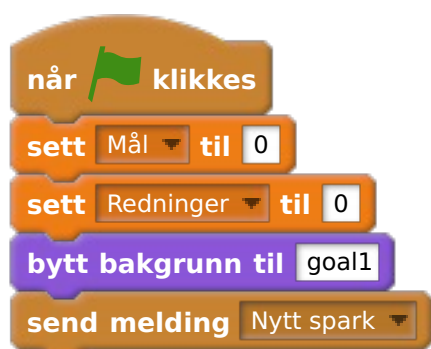 når klikkes
sett Mål til 0
sett Redninger til 0
bytt bakgrunn til goal1
send melding Nytt spark